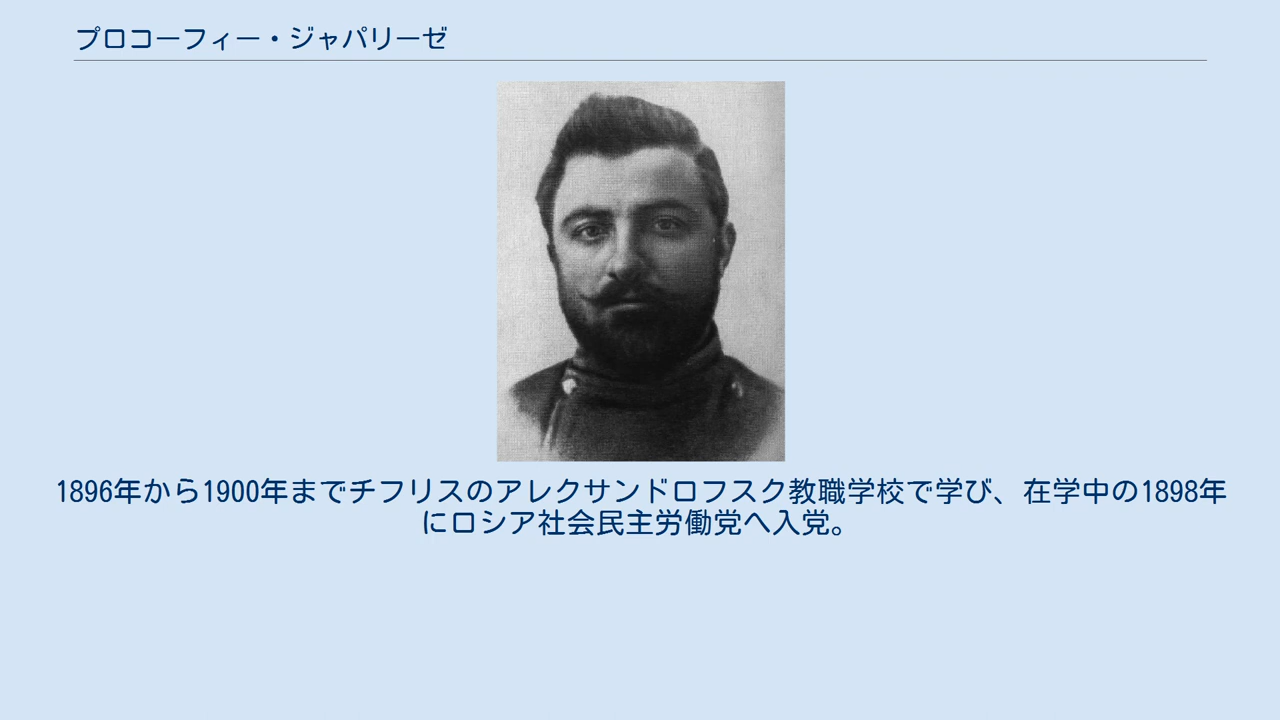 プロコーフィー・ジャパリーゼ
1896年から1900年までチフリスのアレクサンドロフスク教職学校で学び、在学中の1898年
にロシア社会民主労働党へ入党。